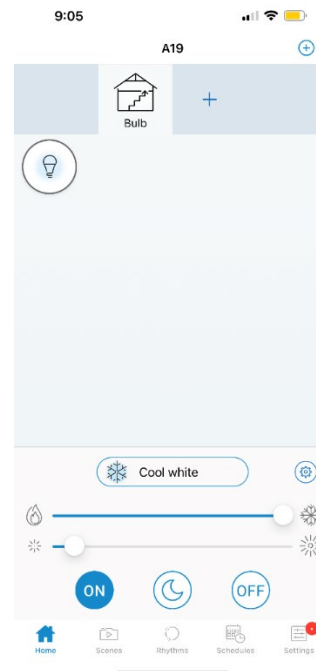 9:05
A19
Bulb
Cool white
ON
OFF
Home
Scenes
Rhythms
Schedules
Settings